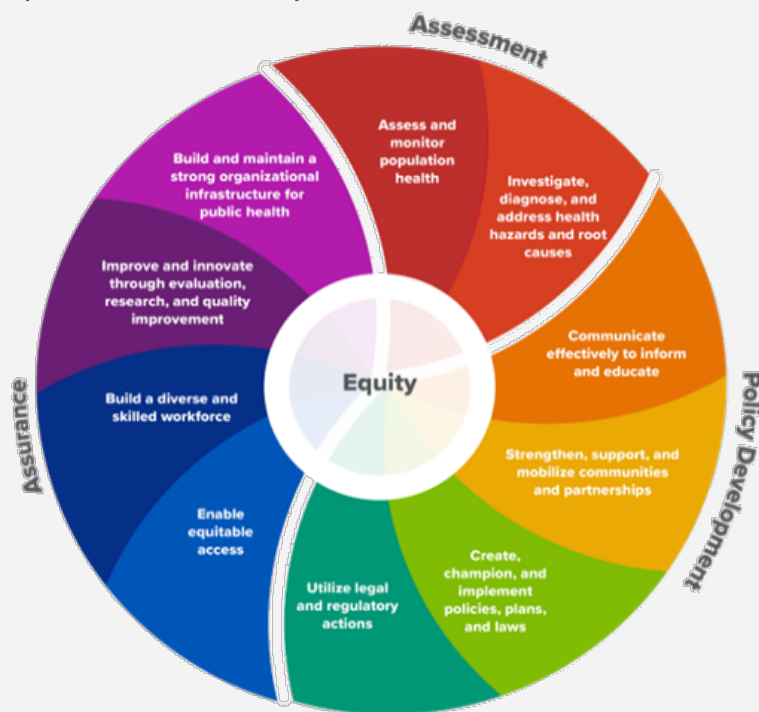 Assessment
Assess and
monitor
population
health
Investigate,
diagnose, and
address health
hazards and root
causes
Communicate
effectively to inform
and educate
Strengthen, support, and
mobilize communities
and partnerships
Policy Development
Create,
champion, and
implement
policies, plans,
and laws
Utilize legal
and regulatory
actions
Enable
equitable
access
Build a diverse and
skilled workforce
Assurance
Improve and innovate
through evaluation,
research, and quality
improvement
Build and maintain a
strong organizational
infrastructure for
public health
Equity